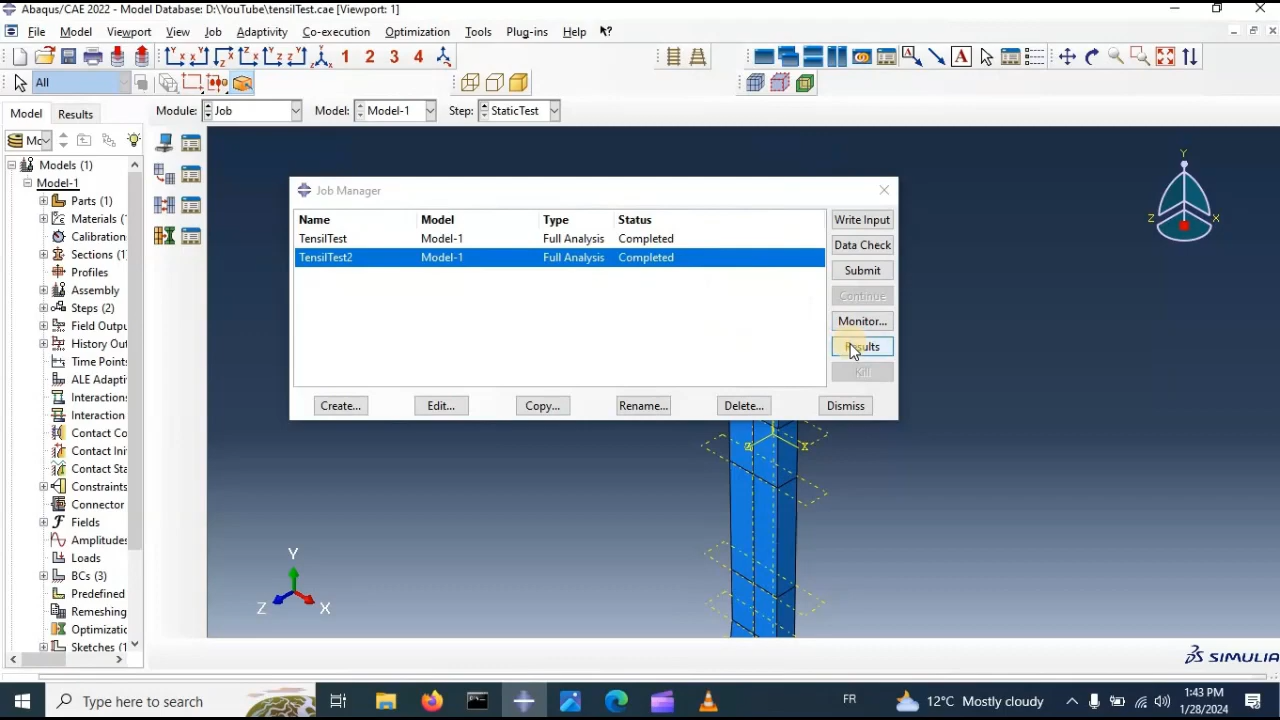 Abaqus/CAE 2022 - Model Database: D:\YouTube\tensilTest.cae [Viewport: 1]
File Model Viewport View Job Adaptivity Co-execution Optimization Tools Plug-ins Help
1 2 3 4 A A
All
Model Results Module: Job Model: Model-1 Step: StaticTest
Models (1)
Model-1
Parts (1)
Materials (1
Calibration
Sections (1)
Profiles
Assembly
Steps (2)
Field Outp
History Out
Time Points
ALE Adapti
Interactions
Interaction
Contact Co
Contact Ini
Contact Sta
Constraints
Connector
Fields
Amplitudes
Loads
BCs (3)
Predefined
Remeshing
Optimizatic
Sketches (1
Job Manager
Name Model Type Status
TensilTest Model-1 Full Analysis Completed
TensilTest2 Model-1 Full Analysis Completed
Write Input
Data Check
Submit
Continue
Monitor...
Results
Kill
Create... Edit... Copy... Rename... Delete... Dismiss
Y
Z X
Z X
Y
Z X
SIMULIA
Type here to search FR 12°C Mostly cloudy 1:43 PM
1/28/2024